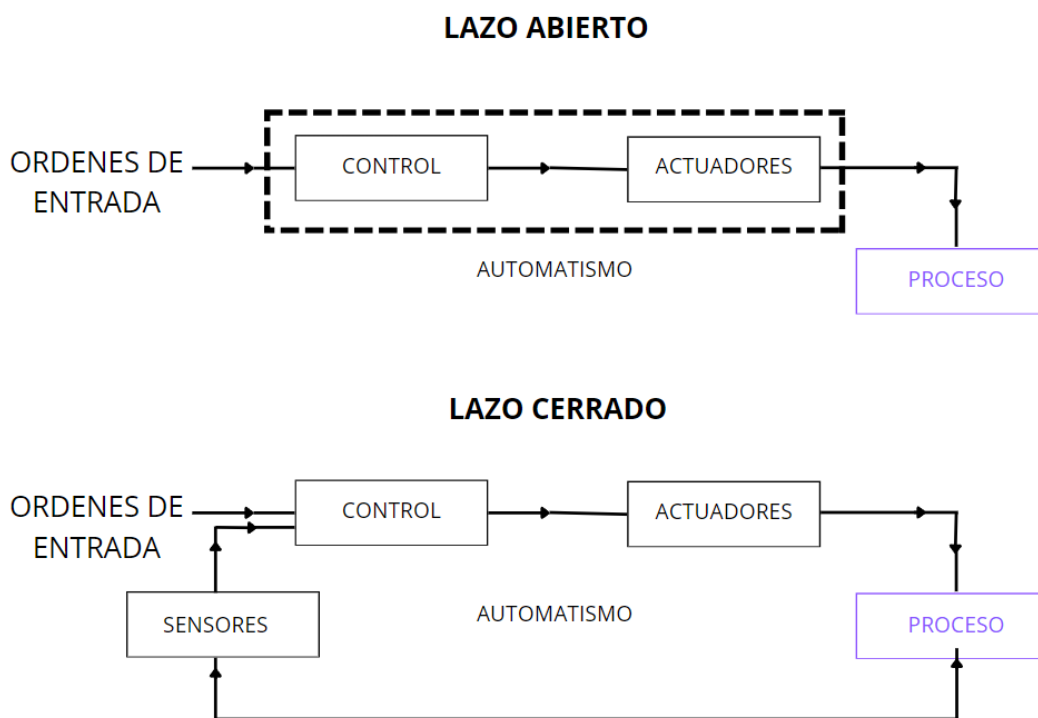 LAZO ABIERTO
ORDENES DE
ENTRADA
CONTROL
ACTUADORES
AUTOMATISMO
PROCESO
LAZO CERRADO
ORDENES DE
ENTRADA
CONTROL
ACTUADORES
SENSORES
AUTOMATISMO
PROCESO